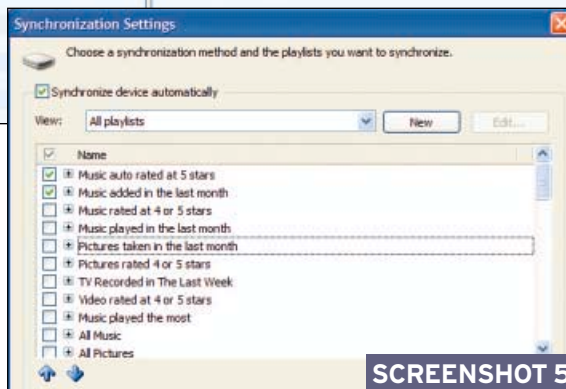 Synchronization Settings
Choose a synchronization method and the playlists you want to synchronize.
Synchronize device automatically
View: All playlists New Edit...
Name
Music auto rated at 5 stars
Music added in the last month
Music rated at 4 or 5 stars
Music played in the last month
Pictures taken in the last month
Pictures rated 4 or 5 stars
TV Recorded in The Last Week
Video rated at 4 or 5 stars
Music played the most
All Music
All Pictures
SCREENSHOT 5